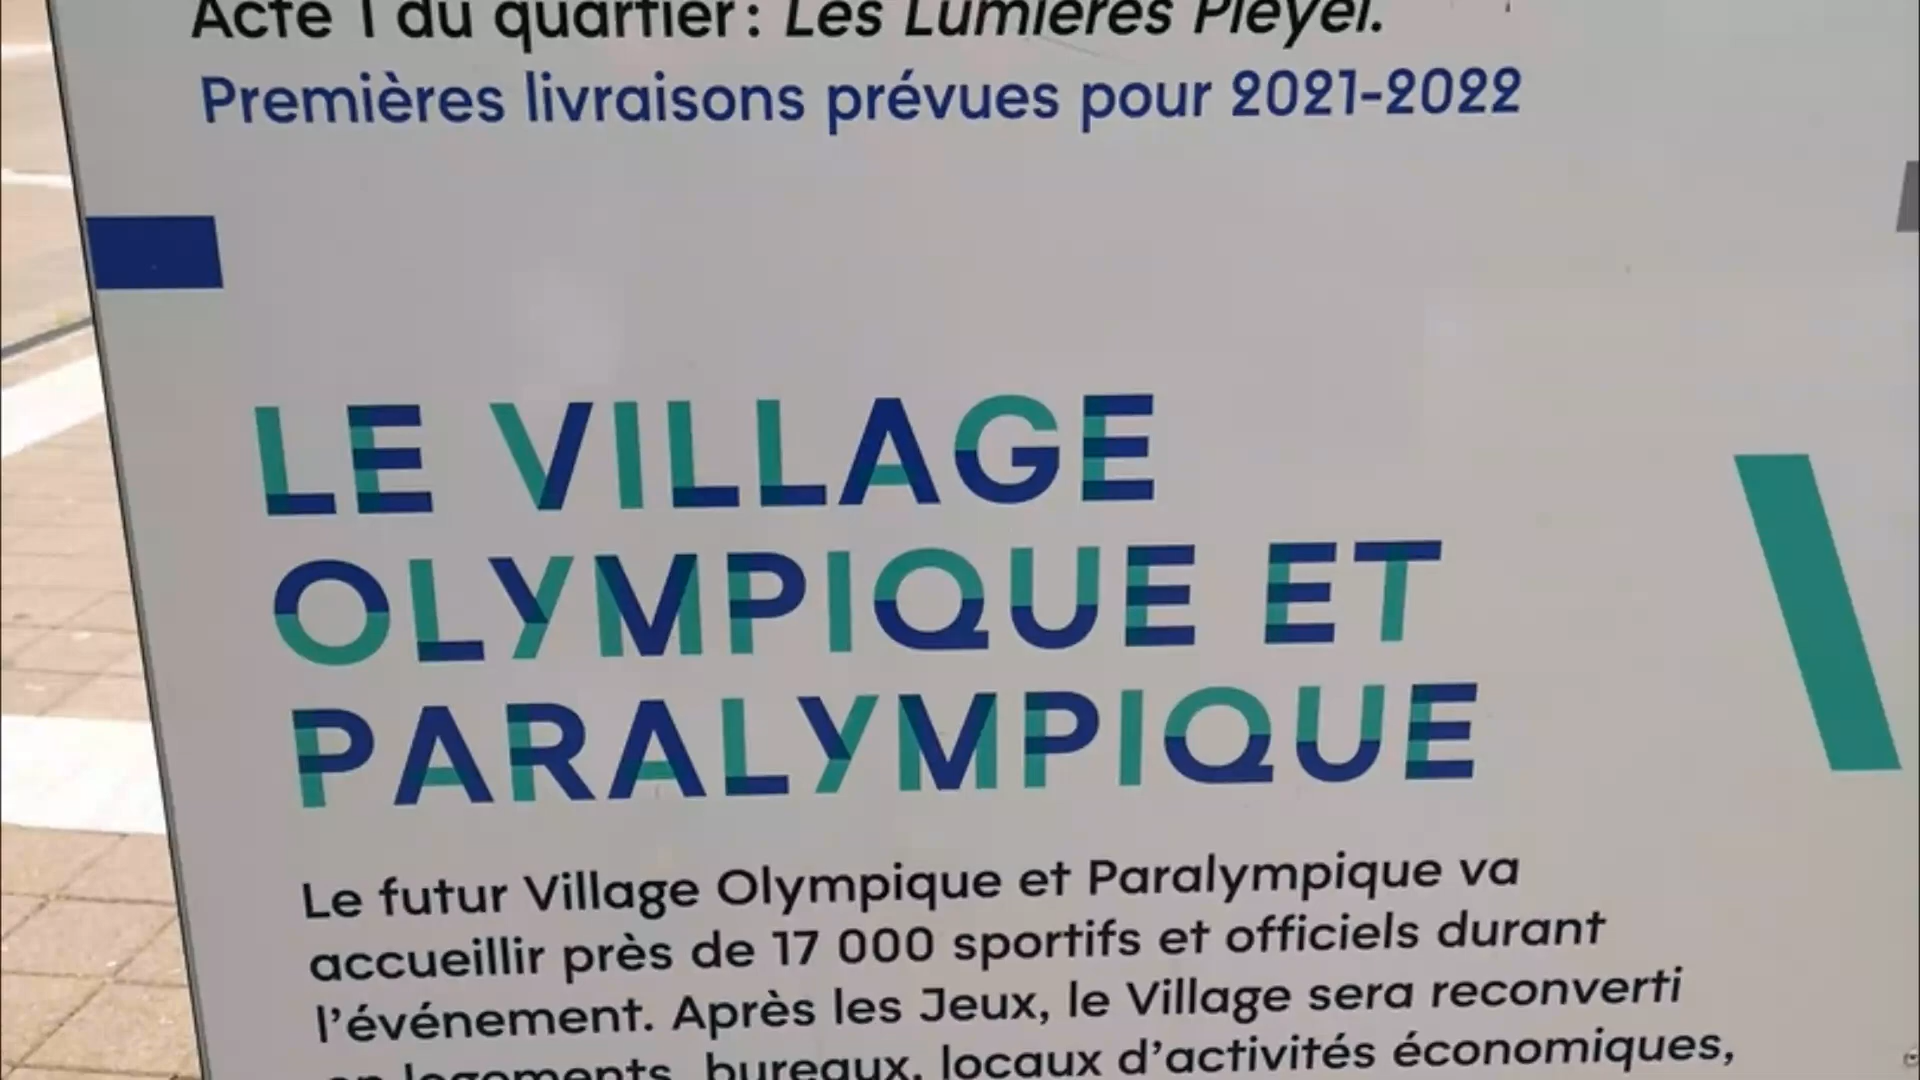 Acte 1 du quartier : Les Lumières Pleyel.
Premières livraisons prévues pour 2021-2022
LE VILLAGE
OLYMPIQUE ET
PARALYMPIQUE
Le futur Village Olympique et Paralympique va
accueillir près de 17 000 sportifs et officiels durant
l'événement. Après les Jeux, le Village sera reconverti
en logements, bureaux, locaux d'activités économiques,